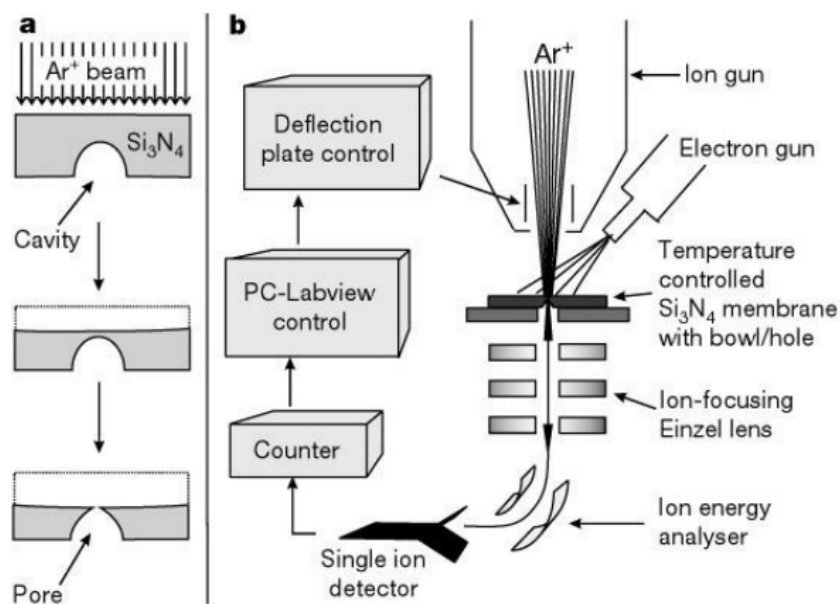 a
Ar⁺ beam
Si₃N₄
Cavity
Pore
b
Ar⁺
Ion gun
Deflection
plate control
Electron gun
PC-Labview
control
Temperature
controlled
Si₃N₄ membrane
with bowl/hole
Counter
Ion-focusing
Einzel lens
Single ion
detector
Ion energy
analyser